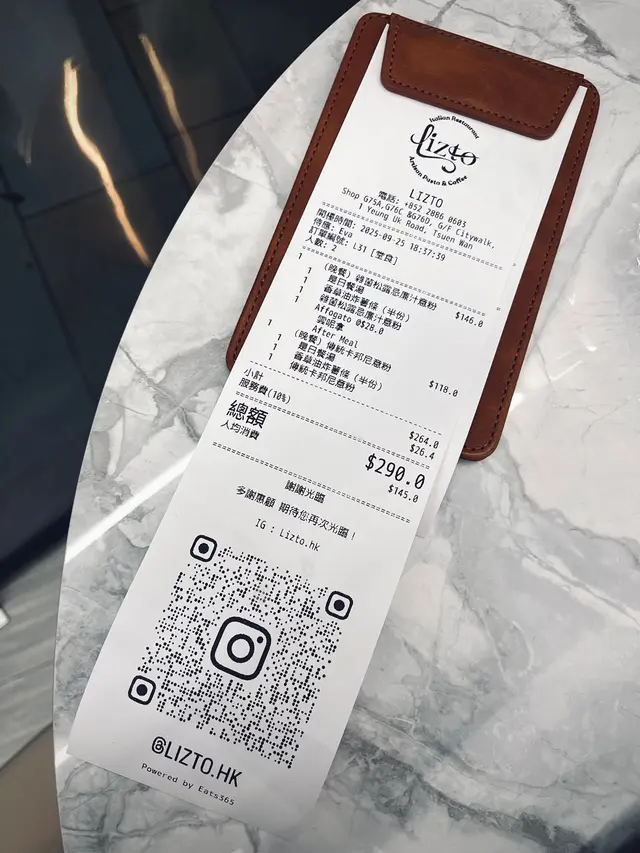 Italian Restaurant
Lizto
Artisan Pasta & Coffee
LIZTO
電話: +852 2886 0603
Shop G75A,G76C &G76D, G/F Citywalk,
1 Yeung Uk Road, Tsuen Wan
開檯時間: 2025-09-25 18:37:39
侍應: Eva
訂單編號: L31 [堂食]
人數: 2
1 (晚餐) 雜菌松露忌廉汁意粉 $146.0
1 是日餐湯
1 香草油炸薯條 (半份)
1 雜菌松露忌廉汁意粉
1 Affogato @$28.0
雲呢拿
After Meal
1 (晚餐) 傳統卡邦尼意粉 $118.0
1 是日餐湯
1 香草油炸薯條 (半份)
1 傳統卡邦尼意粉
小計 $264.0
服務費(10%) $26.4
總額 $290.0
人均消費 $145.0
謝謝光臨
多謝惠顧 期待您再次光臨!
IG : Lizto.hk
@LIZTO.HK
Powered by Eats365